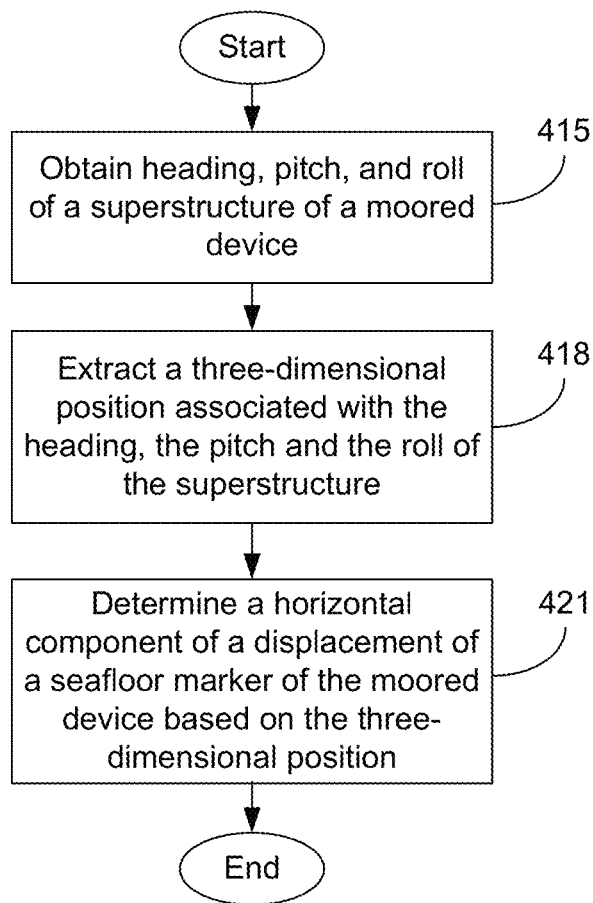 Start
415
Obtain heading, pitch, and roll
of a superstructure of a moored
device
418
Extract a three-dimensional
position associated with the
heading, the pitch and the roll of
the superstructure
421
Determine a horizontal
component of a displacement of
a seafloor marker of the moored
device based on the three-
dimensional position
End